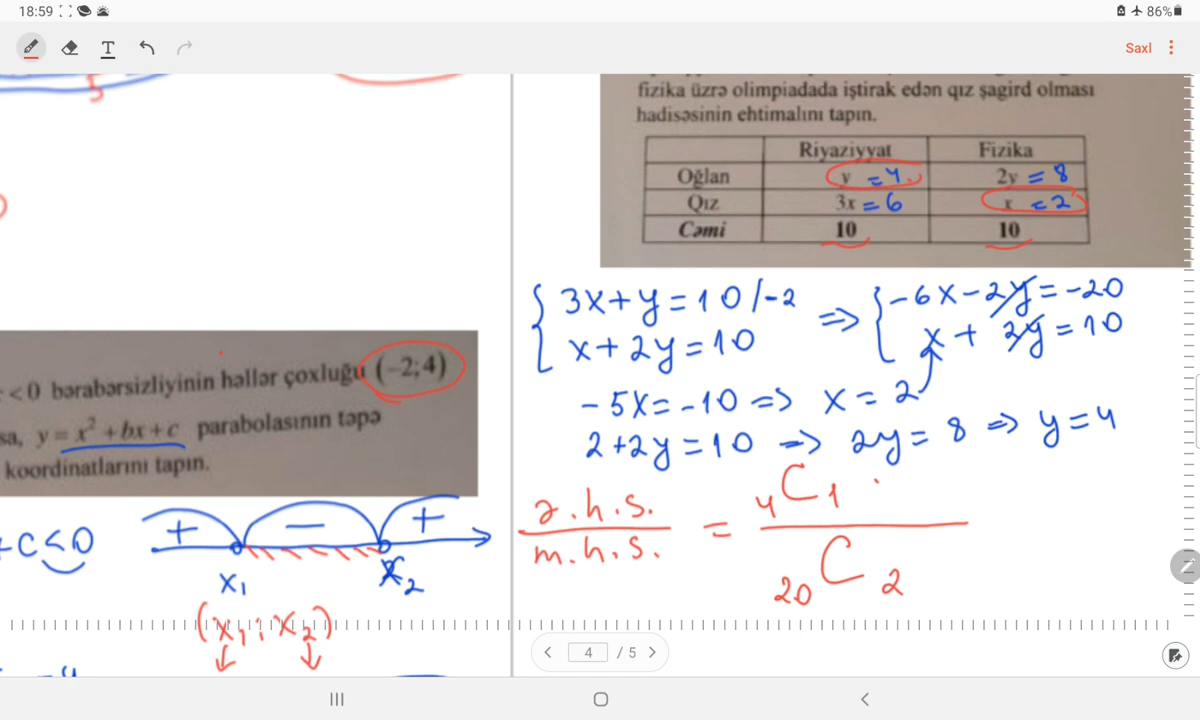 18:59
86%
T
Saxl
fizika üzrə olimpiadada iştirak edən qız şagird olması
hadisəsinin ehtimalını tapın.
Riyaziyyat Fizika
Oğlan y =4 2y = 8
Qız 3x = 6 x = 2
Cəmi 10 10
3x+y=10/-2 => -6x-2y=-20
x+2y=10 x+2y=10
-5x=-10 => x=2
2+2y=10 => 2y=8 => y=4
ə.h.s. = 4C1 ·
m.h.s. 20C2
<0 bərabərsizliyinin həllər çoxluğu (-2;4)
sa, y=x²+bx+c parabolasının təpə
koordinatlarını tapın.
+c<0
+ − +
x1 x2
(x1;x2)
4 / 5